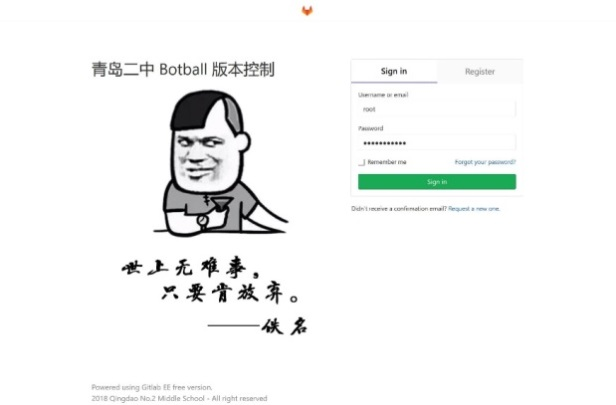 青岛二中 Botball 版本控制
世上无难事，
只要肯放弃。
——佚名
Sign in
Register
Username or email
root
Password
•••••••••••
Remember me
Forgot your password?
Sign in
Didn't receive a confirmation email? Request a new one.
Powered using Gitlab EE free version.
2018 Qingdao No.2 Middle School - All right reserved